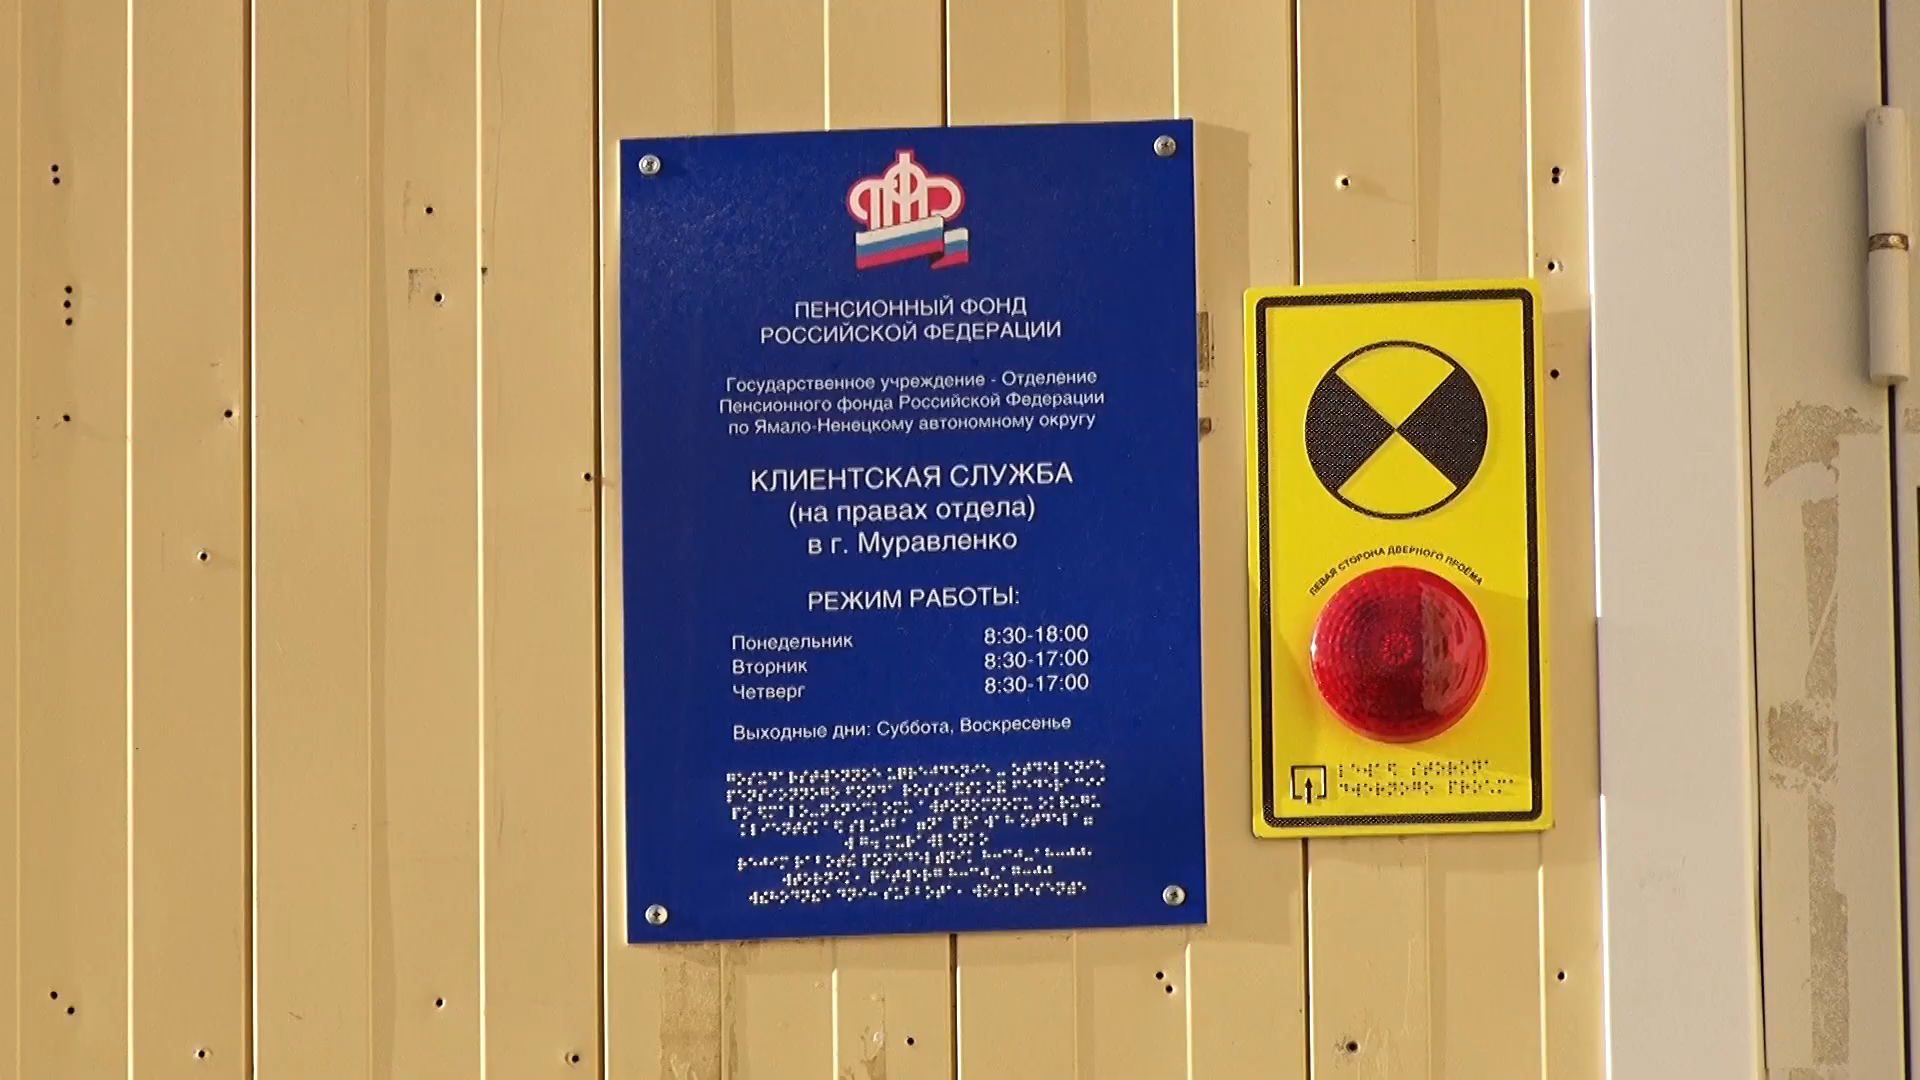 ПЕНСИОННЫЙ ФОНД
РОССИЙСКОЙ ФЕДЕРАЦИИ
Государственное учреждение - Отделение
Пенсионного фонда Российской Федерации
по Ямало-Ненецкому автономному округу
КЛИЕНТСКАЯ СЛУЖБА
(на правах отдела)
в г. Муравленко
РЕЖИМ РАБОТЫ:
Понедельник 8:30-18:00
Вторник 8:30-17:00
Четверг 8:30-17:00
Выходные дни: Суббота, Воскресенье
ЛЕВАЯ СТОРОНА ДВЕРНОГО ПРОЁМА